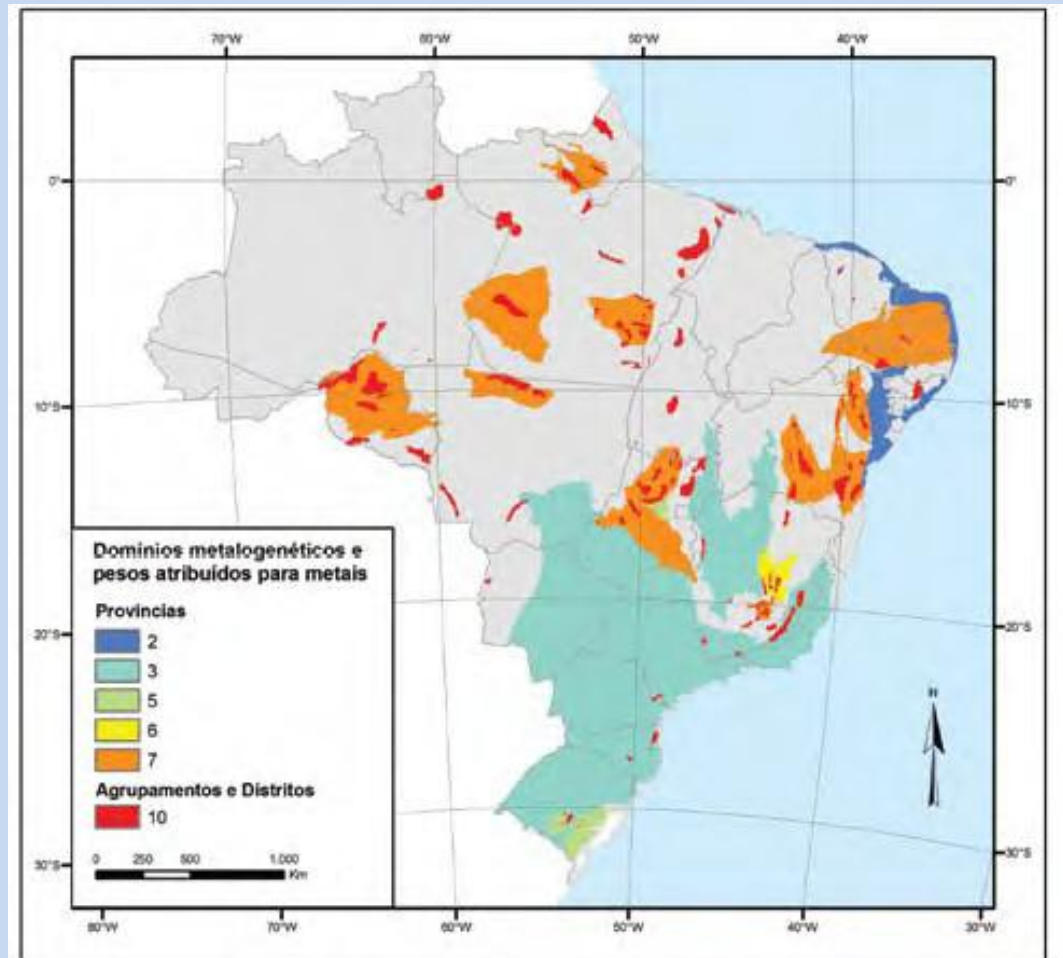 70°W 60°W 50°W 40°W
0° 0°
10°S 10°S
20°S 20°S
30°S 30°S
N
Domínios metalogenéticos e
pesos atribuídos para metais
Províncias
2
3
5
6
7
Agrupamentos e Distritos
10
0 250 500 1.000
Km
80°W 70°W 60°W 50°W 40°W 30°W